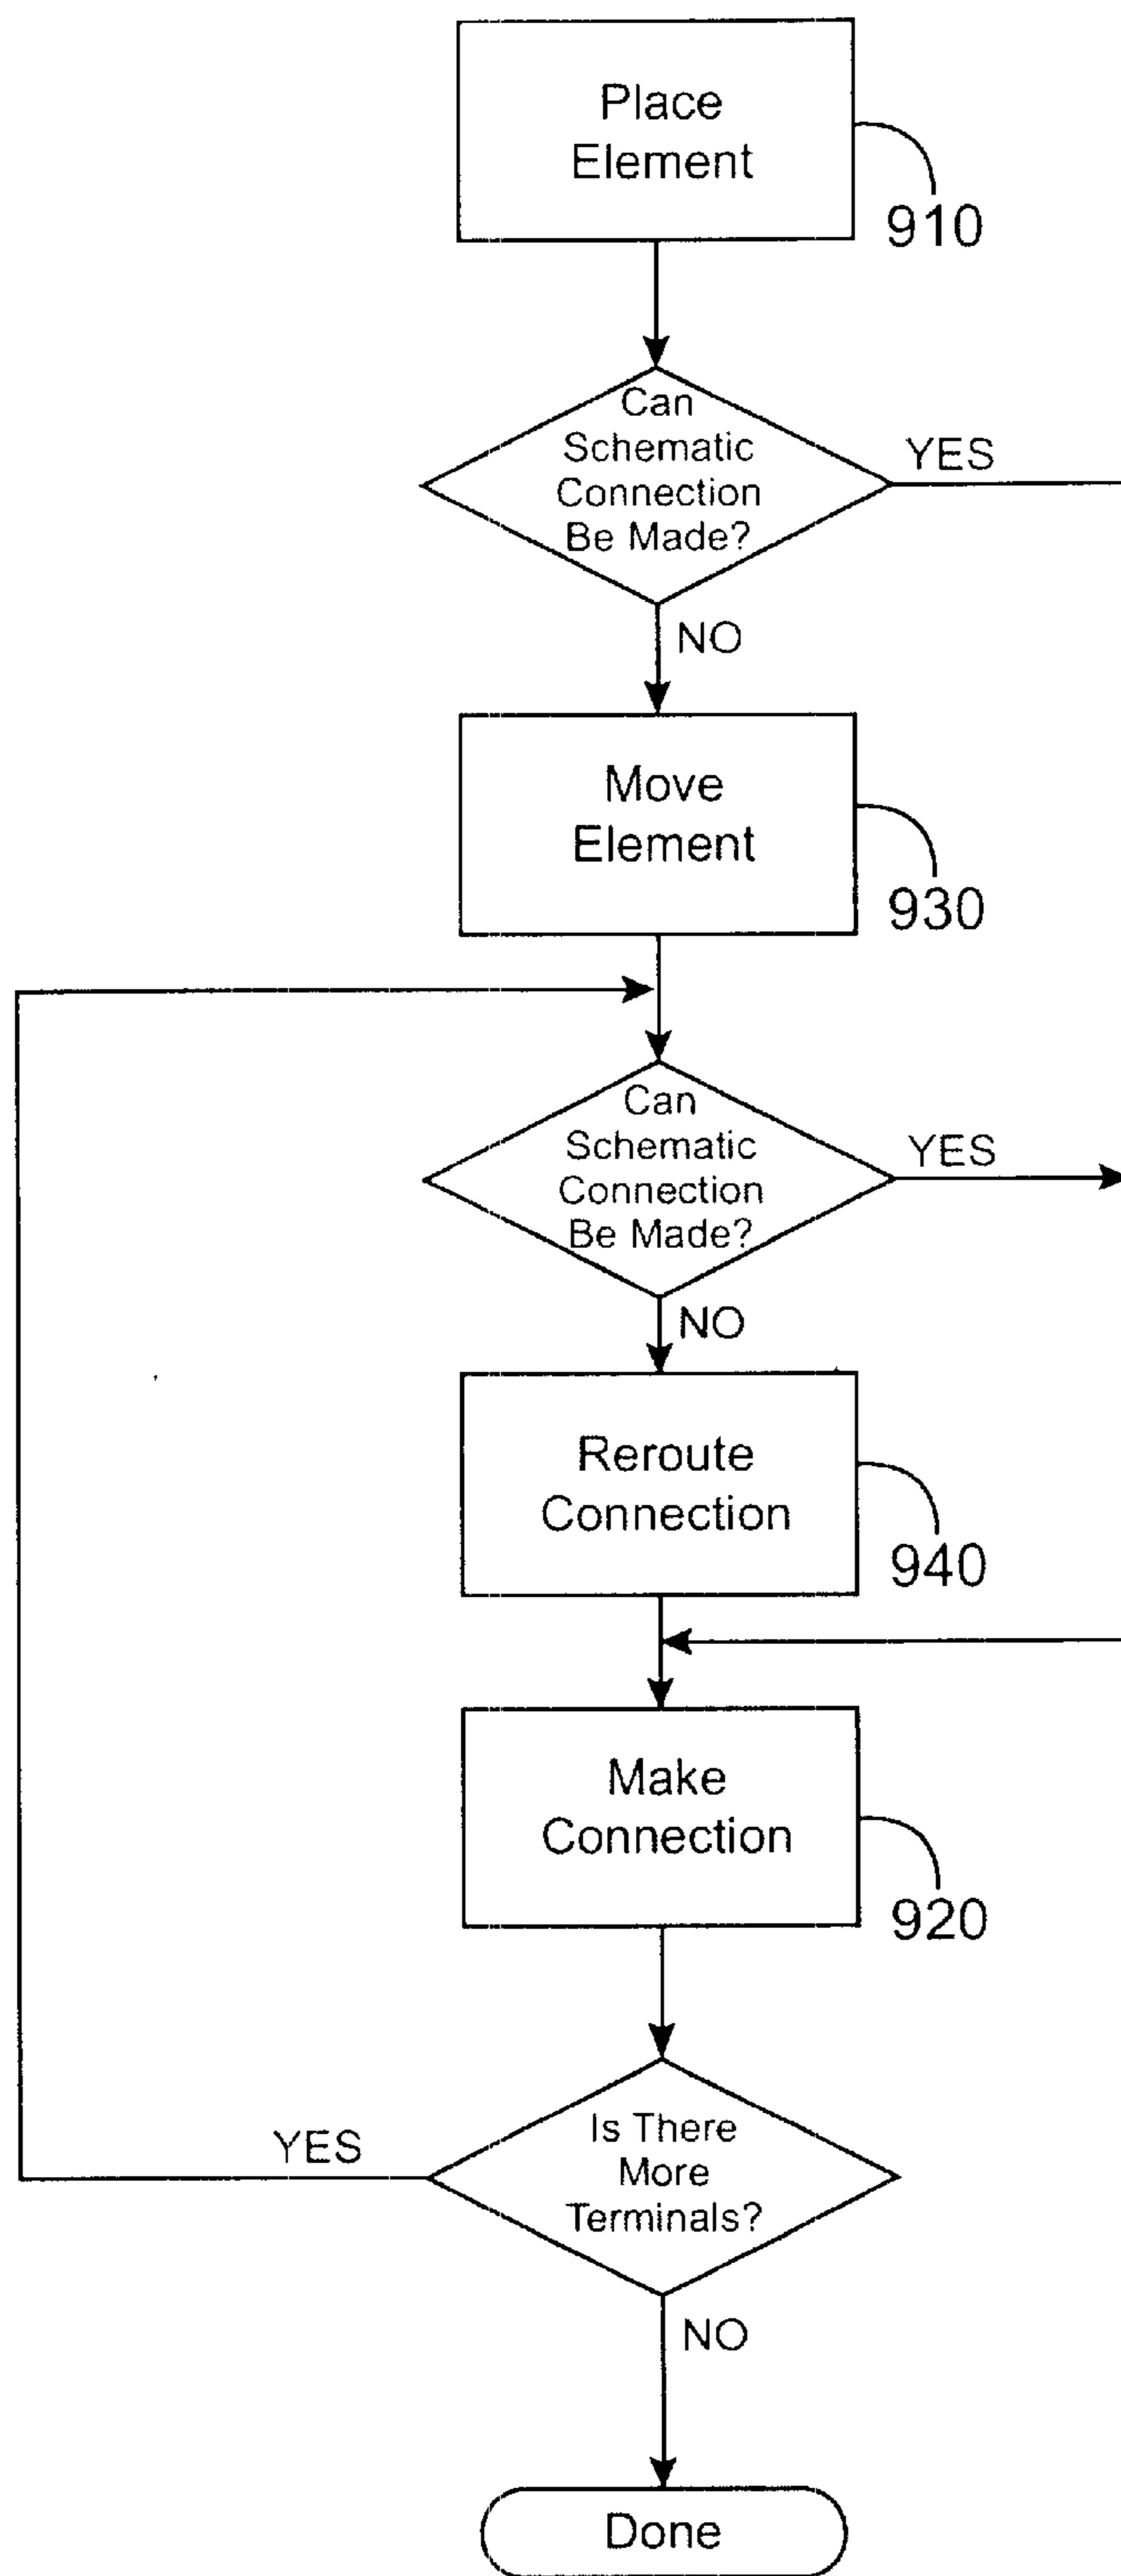 Place
Element
910
Can
Schematic
Connection
Be Made?
YES
NO
Move
Element
930
Can
Schematic
Connection
Be Made?
YES
NO
Reroute
Connection
940
Make
Connection
920
Is There
More
Terminals?
YES
NO
Done